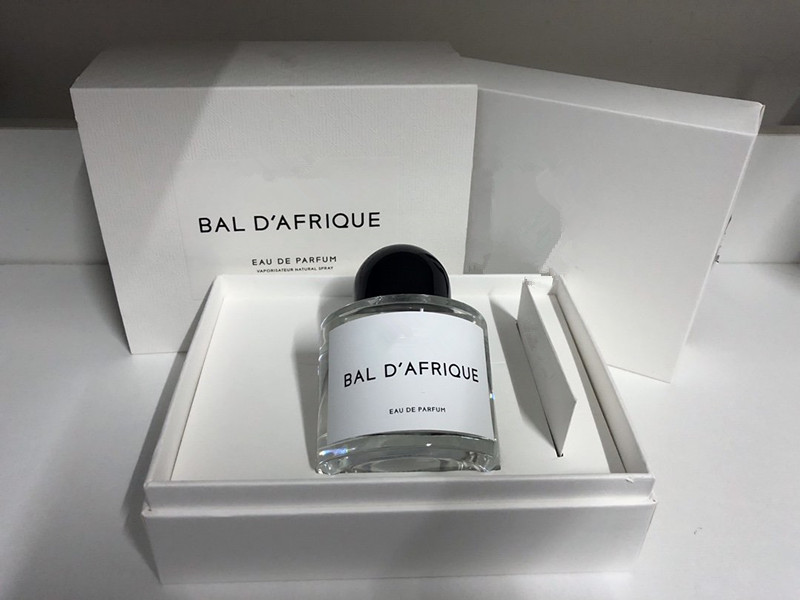 BAL D'AFRIQUE
EAU DE PARFUM
VAPORISATEUR NATURAL SPRAY
BAL D'AFRIQUE
EAU DE PARFUM